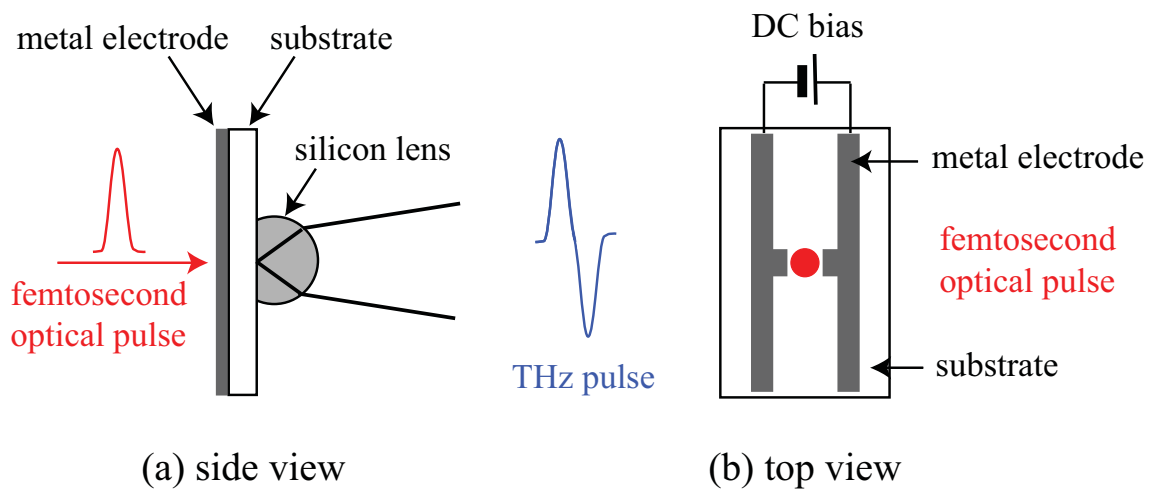 metal electrode
substrate
silicon lens
femtosecond
optical pulse
THz pulse
(a) side view
DC bias
metal electrode
femtosecond
optical pulse
substrate
(b) top view